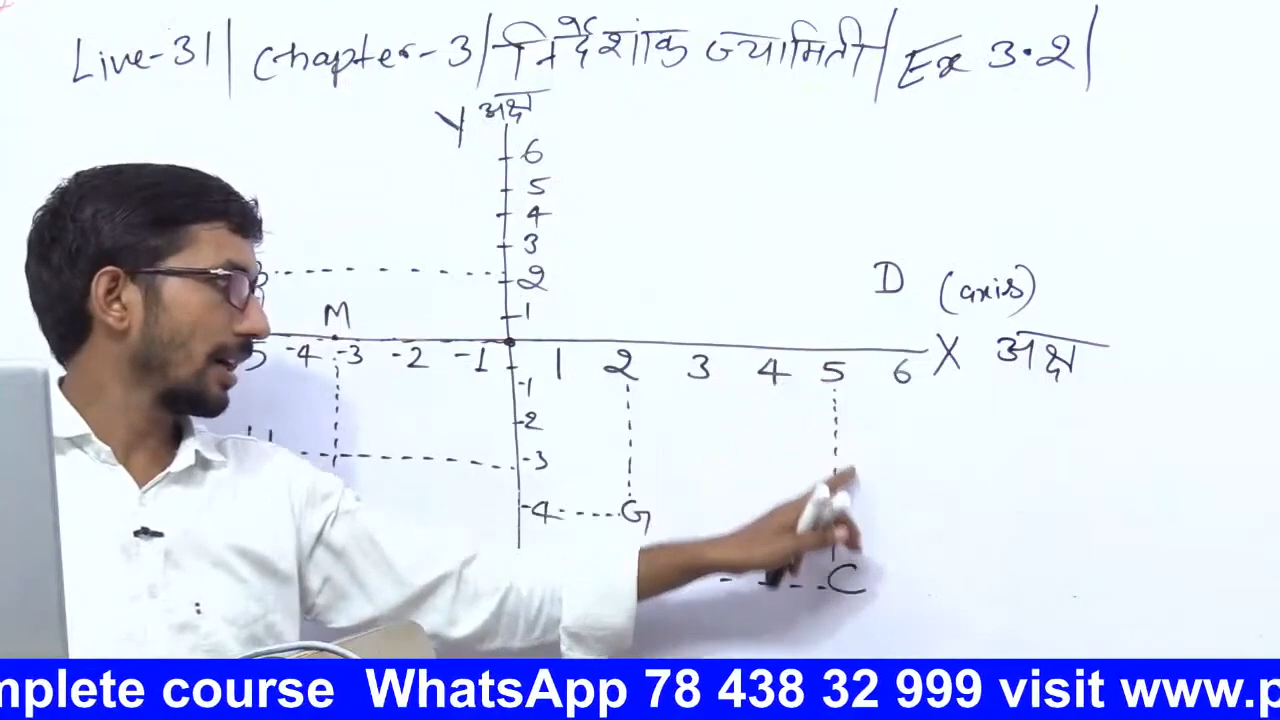 Live-31| Chapter-3| निर्देशांक ज्यामिती| Ex 3.2|
Y अक्ष
6
5
4
3
2
1
D (axis)
M
5 -4 -3 -2 -1 1 2 3 4 5 6 X अक्ष
-1
-2
-3
-4 G
C
mplete course WhatsApp 78 438 32 999 visit www.p